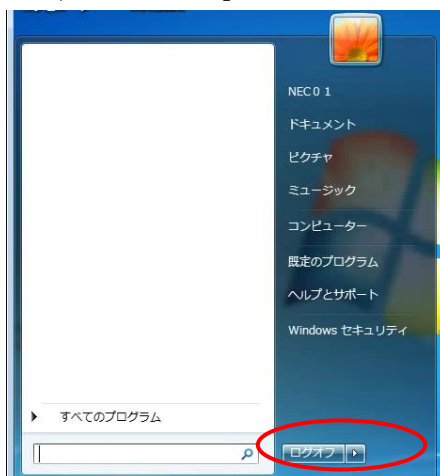 NEC０１
ドキュメント
ピクチャ
ミュージック
コンピューター
既定のプログラム
ヘルプとサポート
Windows セキュリティ
すべてのプログラム
ログオフ